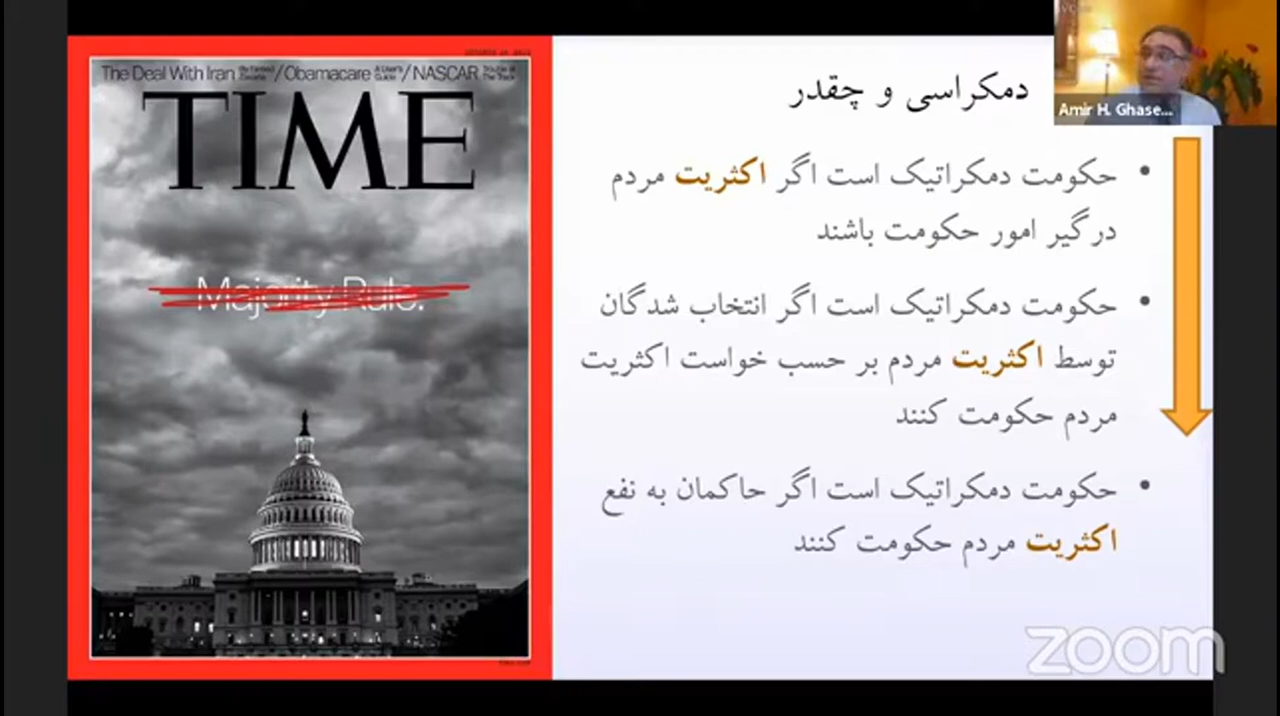 The Deal With Iran /Obamacare /NASCAR
TIME
Majority Rule.
دمکراسی و چقدر
Amir H. Ghase...
• حکومت دمکراتیک است اگر اکثریت مردم
درگیر امور حکومت باشند
• حکومت دمکراتیک است اگر انتخاب شدگان
توسط اکثریت مردم بر حسب خواست اکثریت
مردم حکومت کنند
• حکومت دمکراتیک است اگر حاکمان به نفع
اکثریت مردم حکومت کنند
zoom